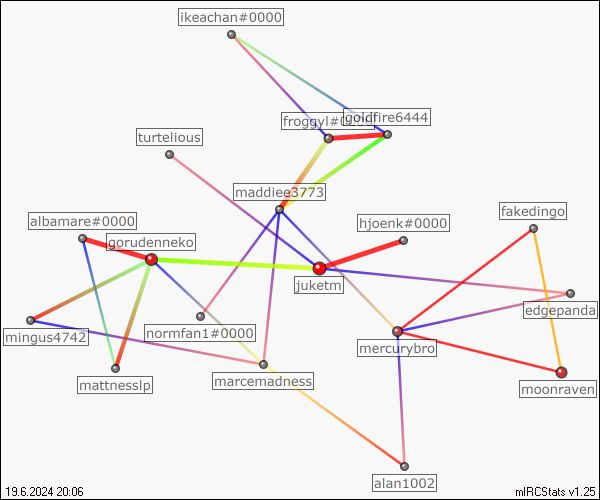 ikeachan#0000
froggyl#0000
goldfire6444
turtelious
maddiee3773
albamare#0000
hjoenk#0000
fakedingo
gorudenneko
juketm
edgepanda
mingus4742
normfan1#0000
mercurybro
mattnesslp
marcemadness
moonraven
alan1002
19.6.2024 20:06
mIRCStats v1.25